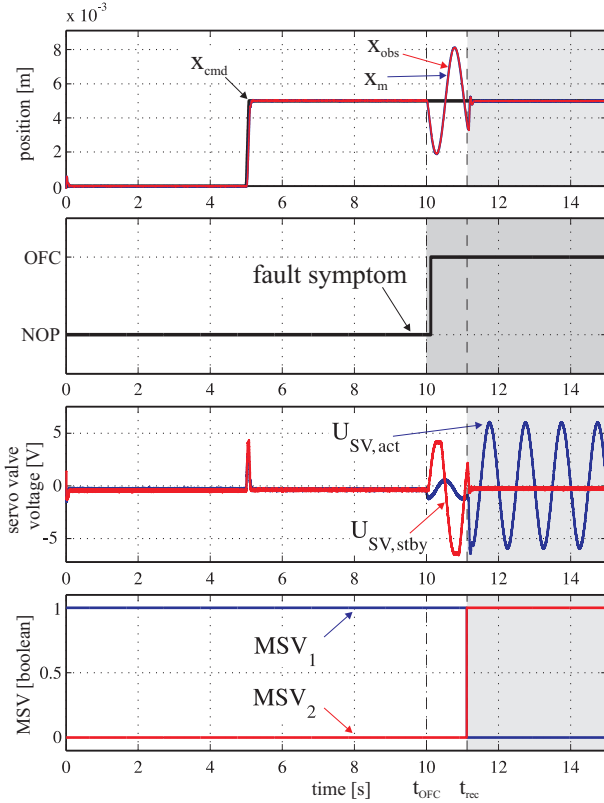 x 10⁻³
8
6
4
2
0
position [m]
x_cmd
x_obs
x_m
0 2 4 6 8 10 12 14
OFC
NOP
fault symptom
0 2 4 6 8 10 12 14
5
0
-5
servo valve
voltage [V]
U_SV,act
U_SV,stby
0 2 4 6 8 10 12 14
1
0.5
0
MSV [boolean]
MSV_1
MSV_2
0 2 4 6 8 10 12 14
time [s]
t_OFC
t_rec